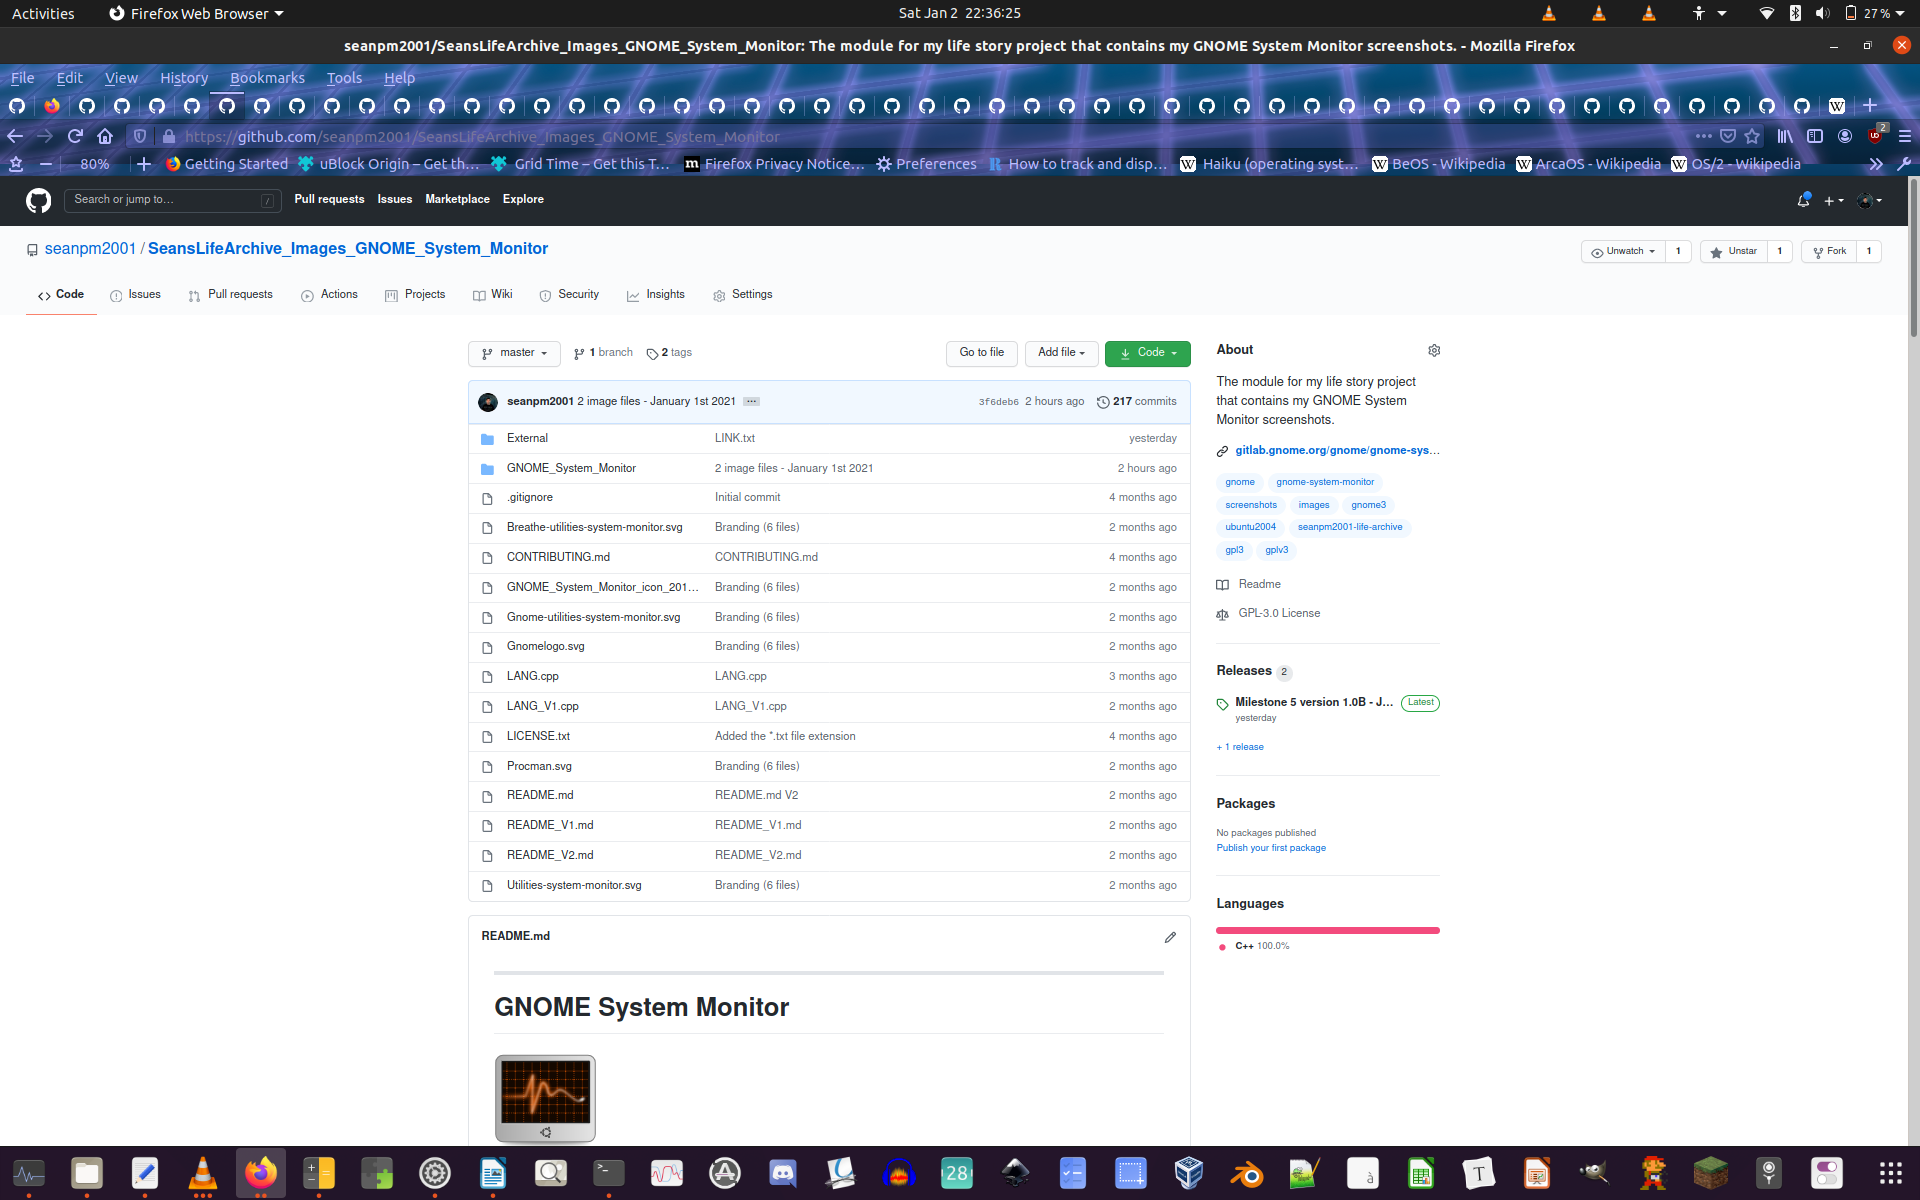 Activities Firefox Web Browser Sat Jan 2 22:36:25 27 %
seanpm2001/SeansLifeArchive_Images_GNOME_System_Monitor: The module for my life story project that contains my GNOME System Monitor screenshots. - Mozilla Firefox
File Edit View History Bookmarks Tools Help
https://github.com/seanpm2001/SeansLifeArchive_Images_GNOME_System_Monitor 2
80% Getting Started uBlock Origin – Get th… Grid Time – Get this T… Firefox Privacy Notice… Preferences How to track and disp… Haiku (operating syst… BeOS - Wikipedia ArcaOS - Wikipedia OS/2 - Wikipedia
Search or jump to… / Pull requests Issues Marketplace Explore
seanpm2001 / SeansLifeArchive_Images_GNOME_System_Monitor Unwatch 1 Unstar 1 Fork 1
Code Issues Pull requests Actions Projects Wiki Security Insights Settings
master 1 branch 2 tags Go to file Add file Code
seanpm2001 2 image files - January 1st 2021 … 3f6deb6 2 hours ago 217 commits
External LINK.txt yesterday
GNOME_System_Monitor 2 image files - January 1st 2021 2 hours ago
.gitignore Initial commit 4 months ago
Breathe-utilities-system-monitor.svg Branding (6 files) 2 months ago
CONTRIBUTING.md CONTRIBUTING.md 4 months ago
GNOME_System_Monitor_icon_201… Branding (6 files) 2 months ago
Gnome-utilities-system-monitor.svg Branding (6 files) 2 months ago
Gnomelogo.svg Branding (6 files) 2 months ago
LANG.cpp LANG.cpp 3 months ago
LANG_V1.cpp LANG_V1.cpp 2 months ago
LICENSE.txt Added the *.txt file extension 4 months ago
Procman.svg Branding (6 files) 2 months ago
README.md README.md V2 2 months ago
README_V1.md README_V1.md 2 months ago
README_V2.md README_V2.md 2 months ago
Utilities-system-monitor.svg Branding (6 files) 2 months ago
README.md
GNOME System Monitor
About
The module for my life story project
that contains my GNOME System
Monitor screenshots.
gitlab.gnome.org/gnome/gnome-sys…
gnome gnome-system-monitor
screenshots images gnome3
ubuntu2004 seanpm2001-life-archive
gpl3 gplv3
Readme
GPL-3.0 License
Releases 2
Milestone 5 version 1.0B - J… Latest
yesterday
+ 1 release
Packages
No packages published
Publish your first package
Languages
C++ 100.0%
28